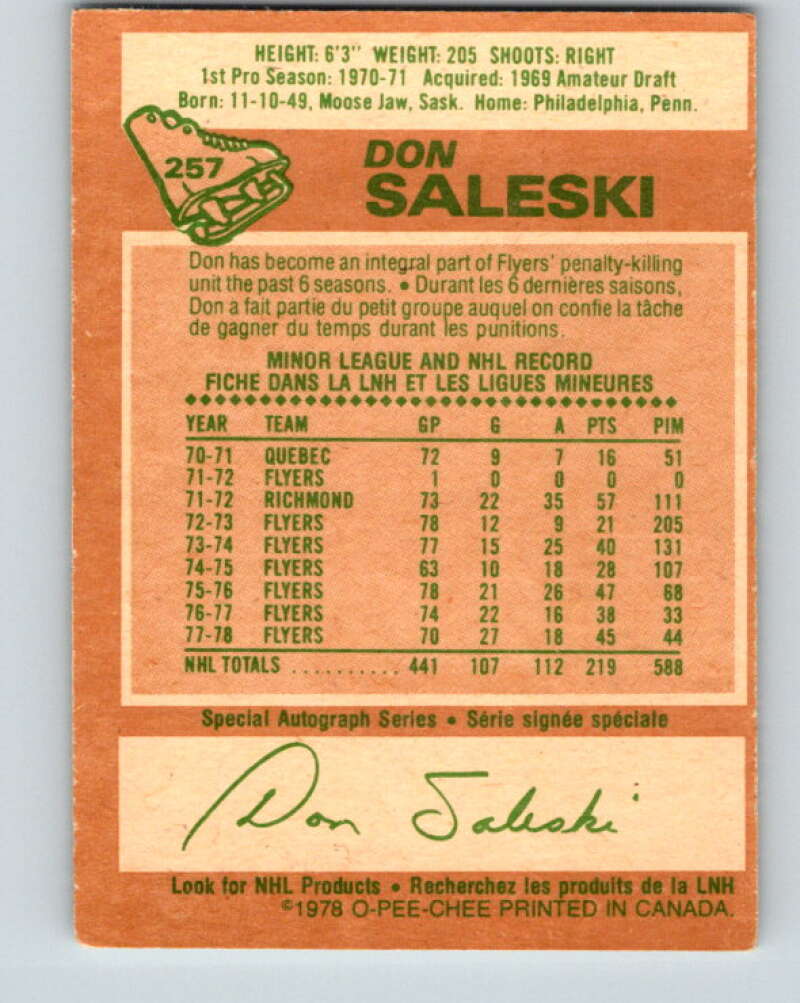 HEIGHT: 6'3" WEIGHT: 205 SHOOTS: RIGHT
1st Pro Season: 1970-71 Acquired: 1969 Amateur Draft
Born: 11-10-49, Moose Jaw, Sask. Home: Philadelphia, Penn.
257
DON
SALESKI
Don has become an integral part of Flyers' penalty-killing
unit the past 6 seasons. • Durant les 6 dernières saisons,
Don a fait partie du petit groupe auquel on confie la tâche
de gagner du temps durant les punitions.
MINOR LEAGUE AND NHL RECORD
FICHE DANS LA LNH ET LES LIGUES MINEURES
YEAR TEAM GP G A PTS PIM
70-71 QUEBEC 72 9 7 16 51
71-72 FLYERS 1 0 0 0 0
71-72 RICHMOND 73 22 35 57 111
72-73 FLYERS 78 12 9 21 205
73-74 FLYERS 77 15 25 40 131
74-75 FLYERS 63 10 18 28 107
75-76 FLYERS 78 21 26 47 68
76-77 FLYERS 74 22 16 38 33
77-78 FLYERS 70 27 18 45 44
NHL TOTALS .......... 441 107 112 219 588
Special Autograph Series • Série signée spéciale
Don Saleski
Look for NHL Products • Recherchez les produits de la LNH
©1978 O-PEE-CHEE PRINTED IN CANADA.